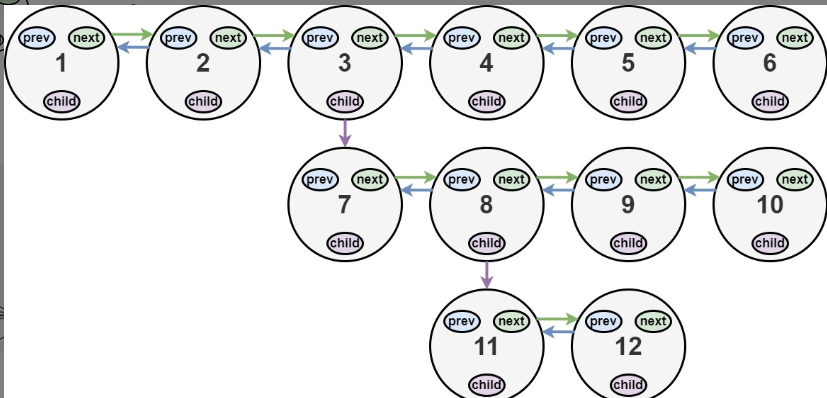 prev next prev next prev next prev next prev next prev next
1 2 3 4 5 6
child child child child child child
prev next prev next prev next prev next
7 8 9 10
child child child child
prev next prev next
11 12
child child